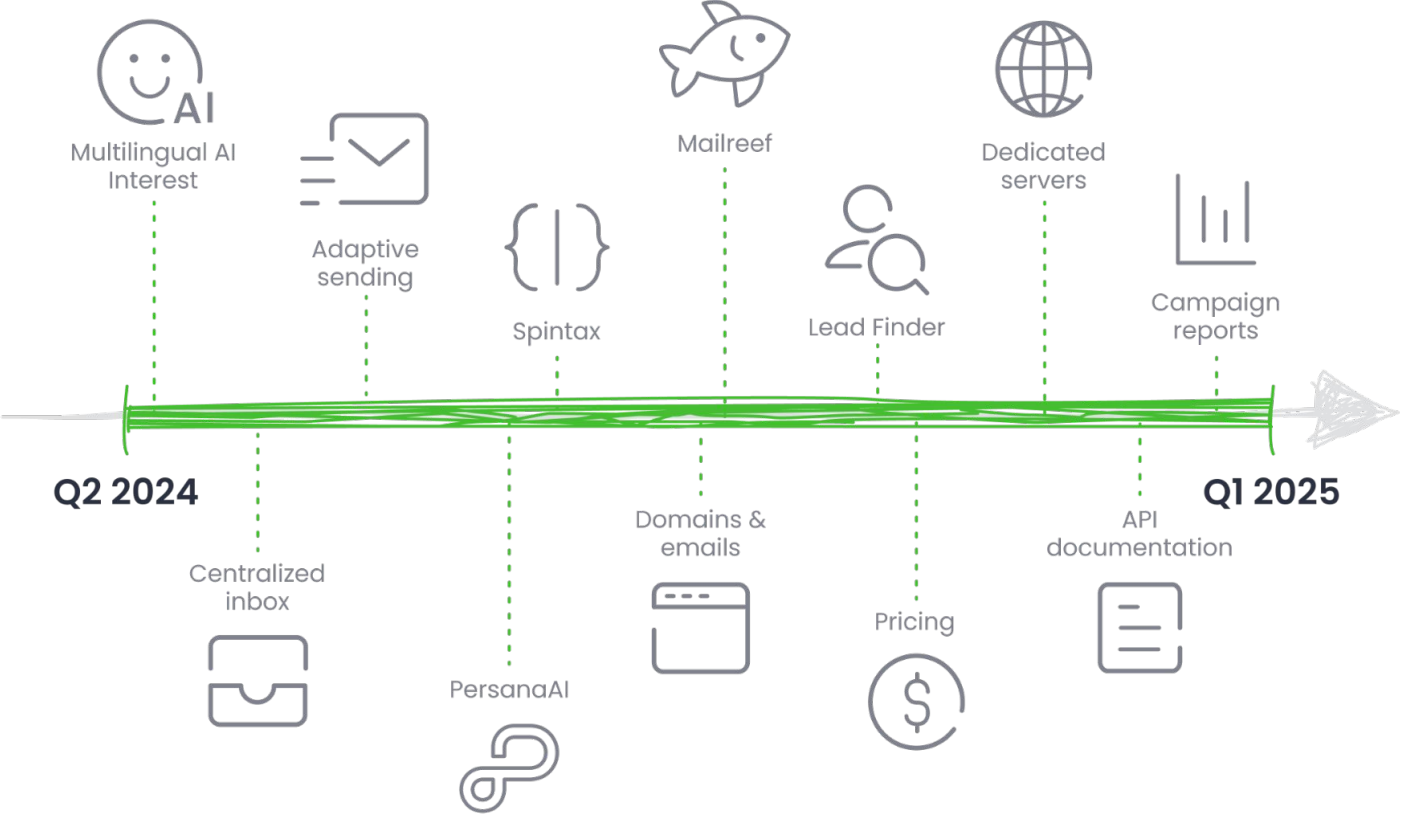 AI
Multilingual AI
Interest
Adaptive
sending
Spintax
Mailreef
Lead Finder
Dedicated
servers
Campaign
reports
Q2 2024
Q1 2025
Centralized
inbox
PersanaAI
Domains &
emails
Pricing
$
API
documentation